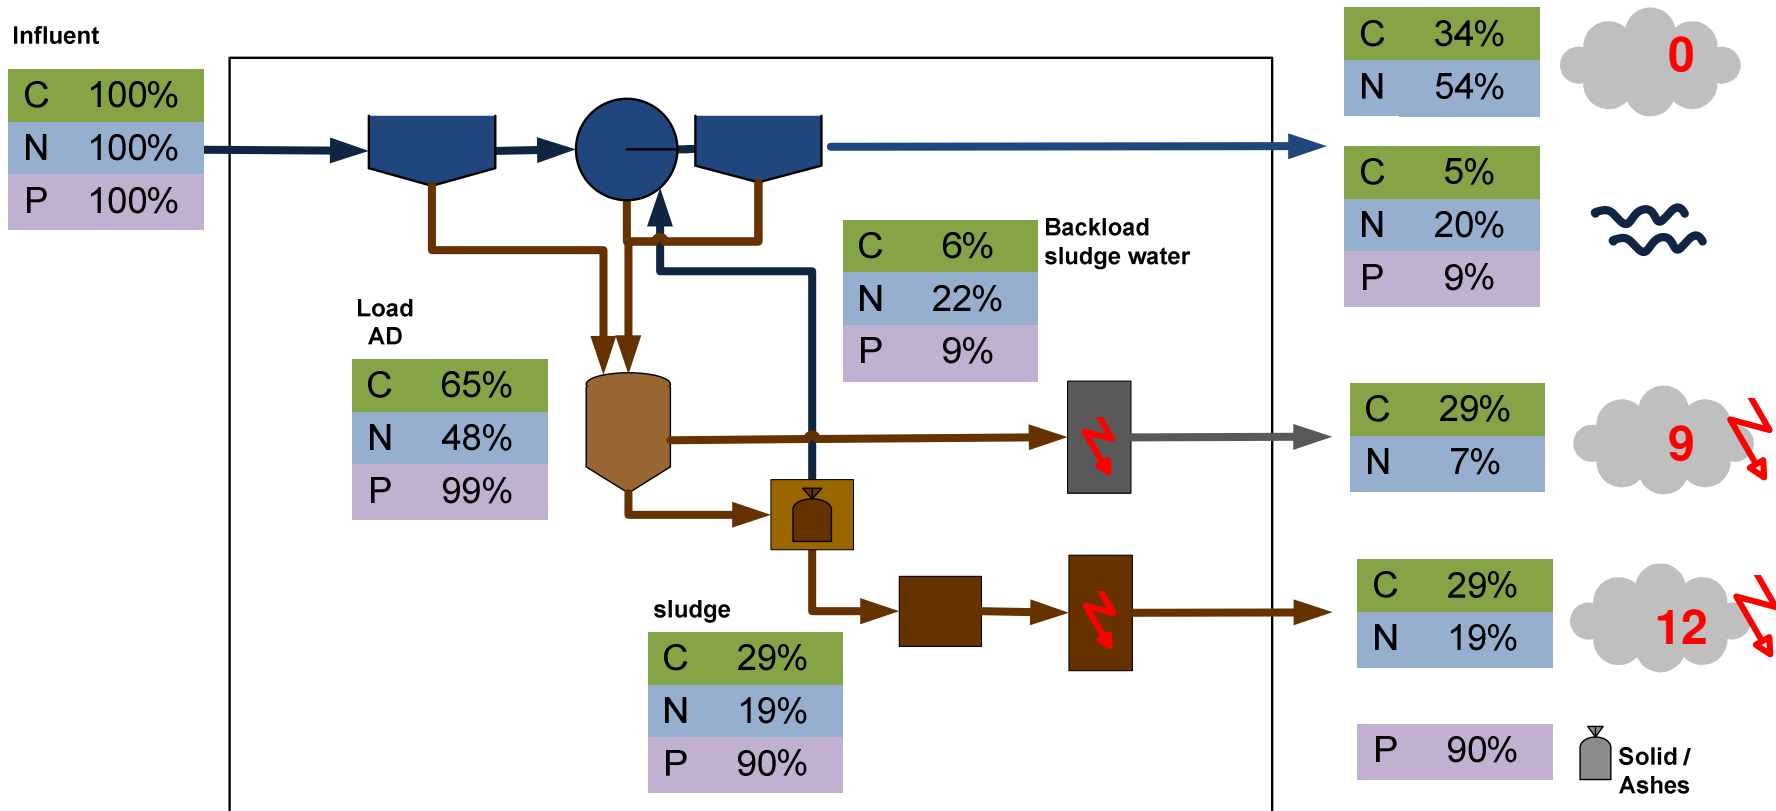 Influent
C 100%
N 100%
P 100%
C 34%
N 54%
0
C 5%
N 20%
P 9%
C 6%
N 22%
P 9%
Backload
sludge water
Load
AD
C 65%
N 48%
P 99%
C 29%
N 7%
9
sludge
C 29%
N 19%
P 90%
C 29%
N 19%
12
P 90%
Solid /
Ashes